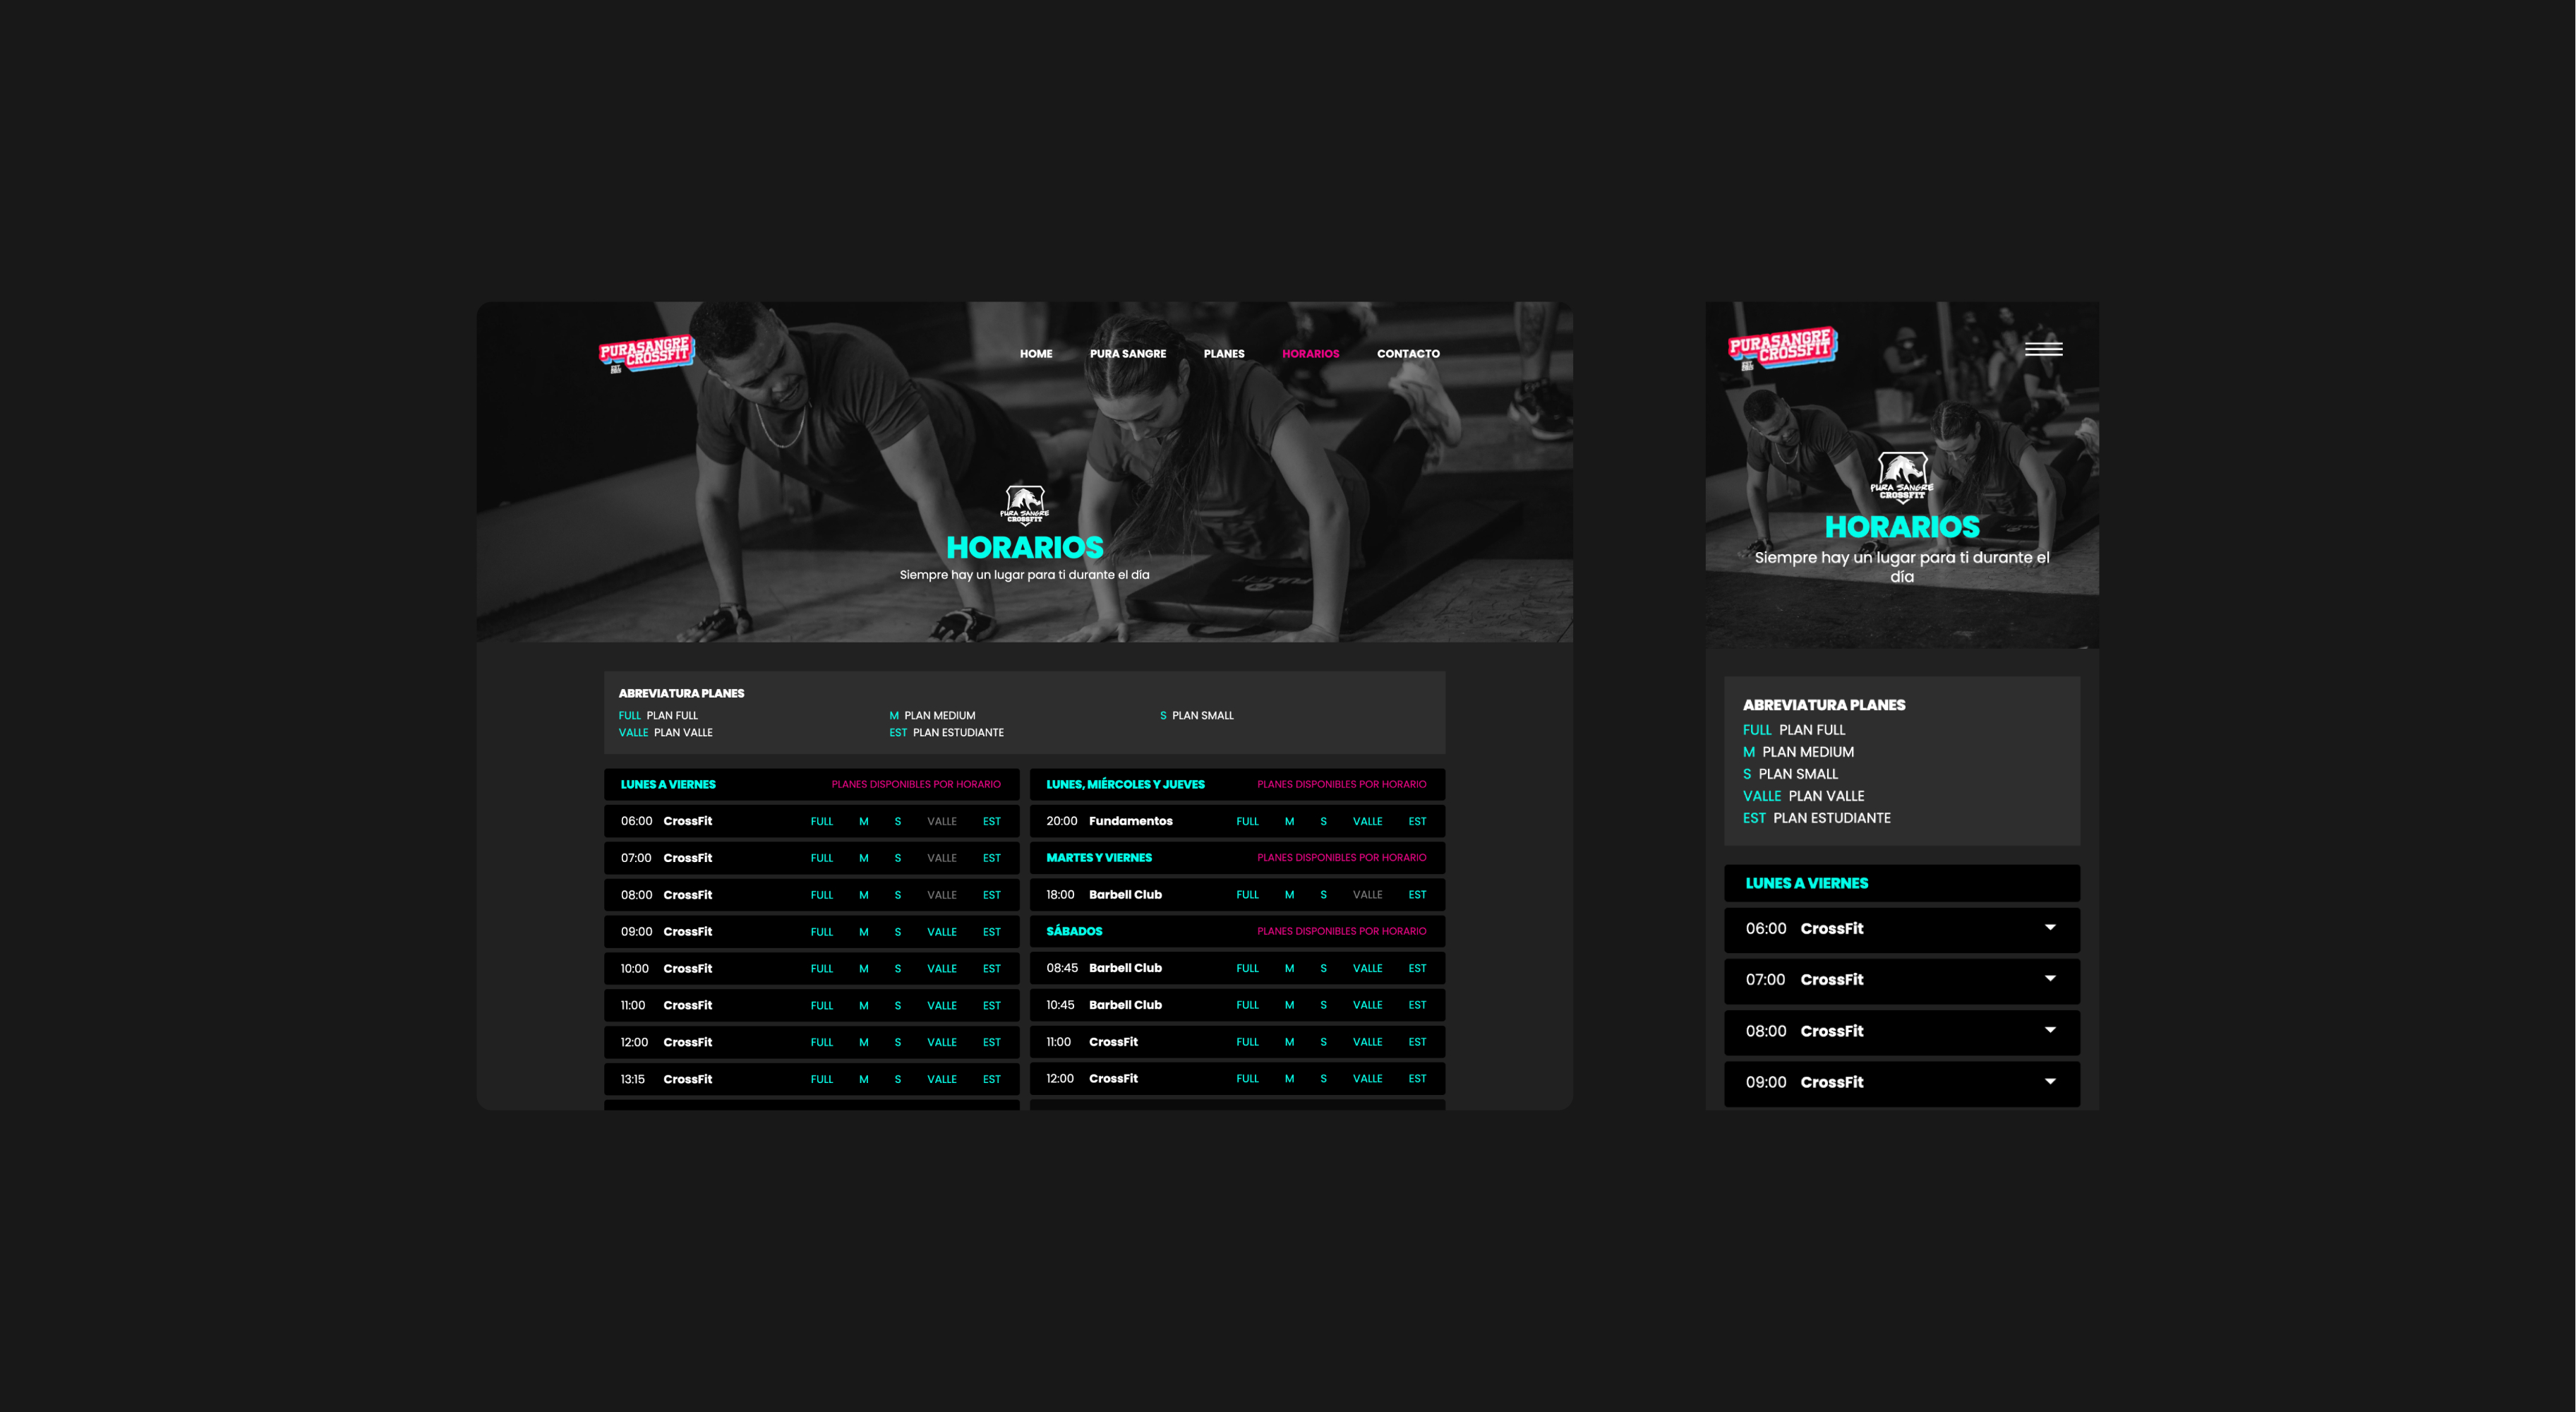 PURASANGRE
CROSSFIT
HOME PURA SANGRE PLANES HORARIOS CONTACTO
PURA SANGRE
CROSSFIT
HORARIOS
Siempre hay un lugar para ti durante el día
ABREVIATURA PLANES
FULL PLAN FULL M PLAN MEDIUM S PLAN SMALL
VALLE PLAN VALLE EST PLAN ESTUDIANTE
LUNES A VIERNES PLANES DISPONIBLES POR HORARIO
06:00 CrossFit FULL M S VALLE EST
07:00 CrossFit FULL M S VALLE EST
08:00 CrossFit FULL M S VALLE EST
09:00 CrossFit FULL M S VALLE EST
10:00 CrossFit FULL M S VALLE EST
11:00 CrossFit FULL M S VALLE EST
12:00 CrossFit FULL M S VALLE EST
13:15 CrossFit FULL M S VALLE EST
LUNES, MIÉRCOLES Y JUEVES PLANES DISPONIBLES POR HORARIO
20:00 Fundamentos FULL M S VALLE EST
MARTES Y VIERNES PLANES DISPONIBLES POR HORARIO
18:00 Barbell Club FULL M S VALLE EST
SÁBADOS PLANES DISPONIBLES POR HORARIO
08:45 Barbell Club FULL M S VALLE EST
10:45 Barbell Club FULL M S VALLE EST
11:00 CrossFit FULL M S VALLE EST
12:00 CrossFit FULL M S VALLE EST
PURASANGRE
CROSSFIT
PURA SANGRE
CROSSFIT
HORARIOS
Siempre hay un lugar para ti durante el
día
ABREVIATURA PLANES
FULL PLAN FULL
M PLAN MEDIUM
S PLAN SMALL
VALLE PLAN VALLE
EST PLAN ESTUDIANTE
LUNES A VIERNES
06:00 CrossFit
07:00 CrossFit
08:00 CrossFit
09:00 CrossFit